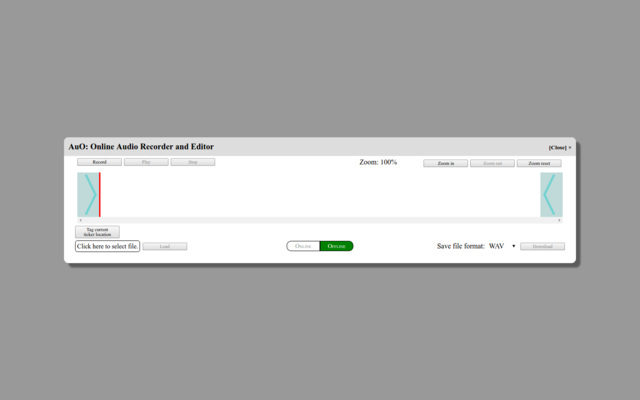 AuO: Online Audio Recorder and Editor
[Close] ×
Record
Play
Stop
Zoom: 100%
Zoom in
Zoom out
Zoom reset
Tag current
ticker location
Click here to select file.
Load
Online
Offline
Save file format: WAV
Download